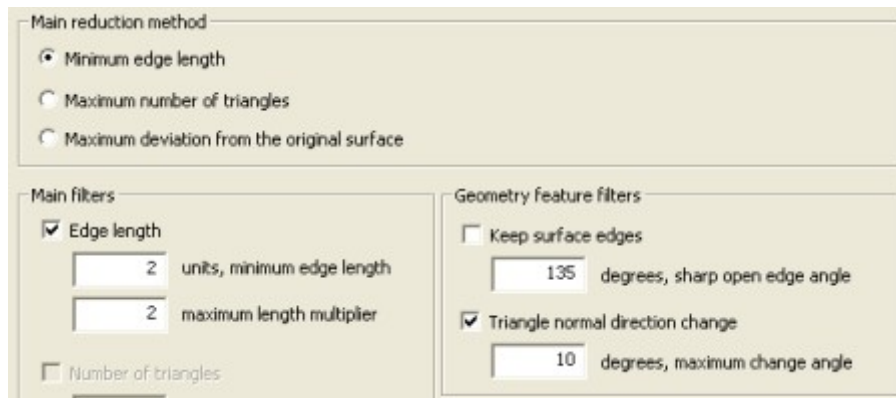 Main reduction method
Minimum edge length
Maximum number of triangles
Maximum deviation from the original surface
Main filters
Edge length
2 units, minimum edge length
2 maximum length multiplier
Number of triangles
Geometry feature filters
Keep surface edges
135 degrees, sharp open edge angle
Triangle normal direction change
10 degrees, maximum change angle